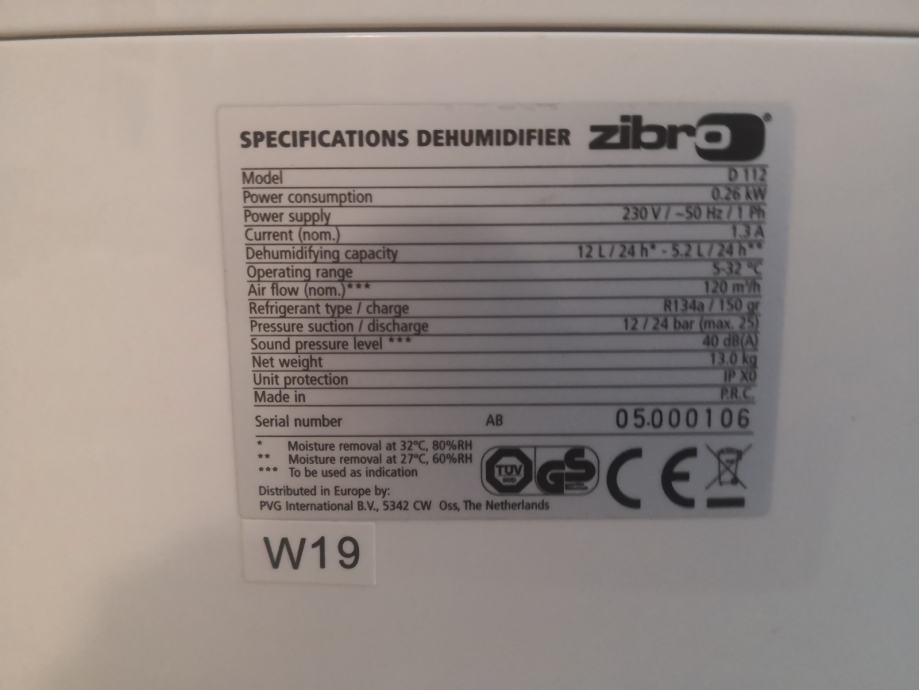 SPECIFICATIONS DEHUMIDIFIER zibro®
Model D 112
Power consumption 0.26 kW
Power supply 230 V / ~50 Hz / 1 Ph
Current (nom.) 1.3 A
Dehumidifying capacity 12 L / 24 h* - 5.2 L / 24 h**
Operating range 5-32 °C
Air flow (nom.)*** 120 m³/h
Refrigerant type / charge R134a / 150 gr
Pressure suction / discharge 12 / 24 bar (max. 25)
Sound pressure level *** 40 dB(A)
Net weight 13.0 kg
Unit protection IP X0
Made in P.R.C.
Serial number AB 05.000106
* Moisture removal at 32°C, 80%RH
** Moisture removal at 27°C, 60%RH
*** To be used as indication
Distributed in Europe by:
PVG International B.V., 5342 CW Oss, The Netherlands
TÜV GS CE
W19